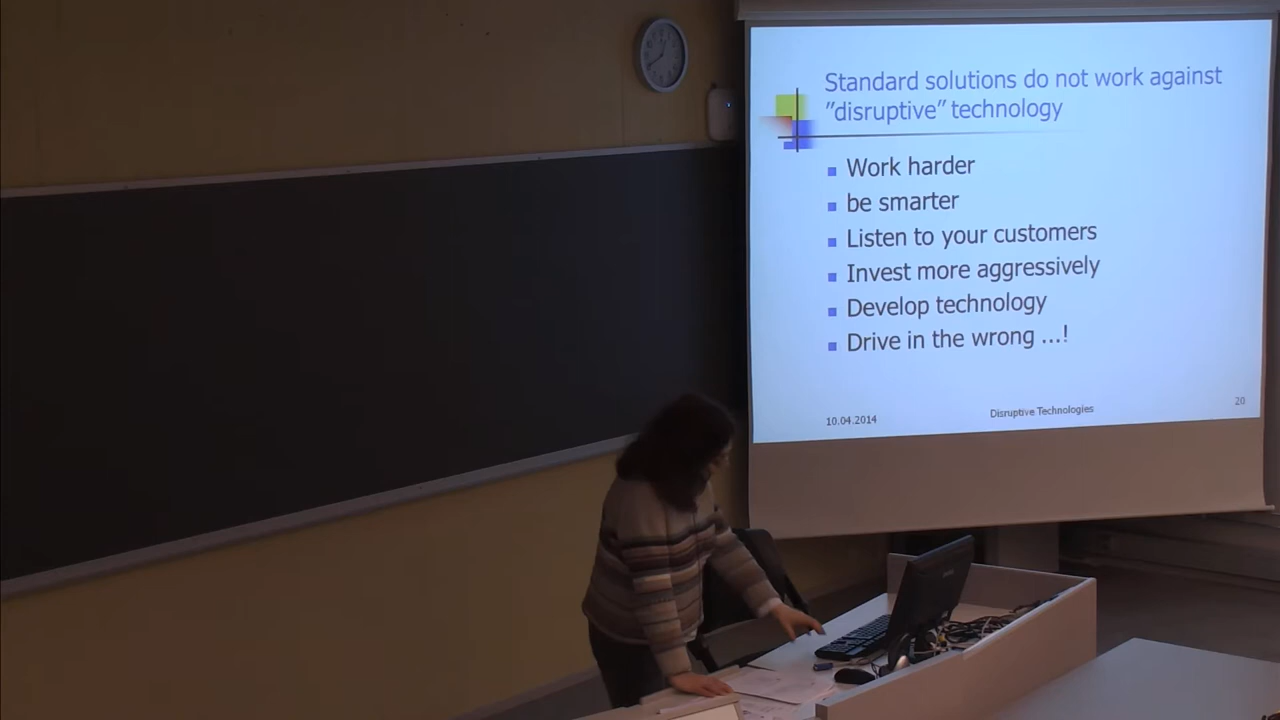 Standard solutions do not work against
"disruptive" technology
Work harder
be smarter
Listen to your customers
Invest more aggressively
Develop technology
Drive in the wrong ...!
10.04.2014
Disruptive Technologies
20